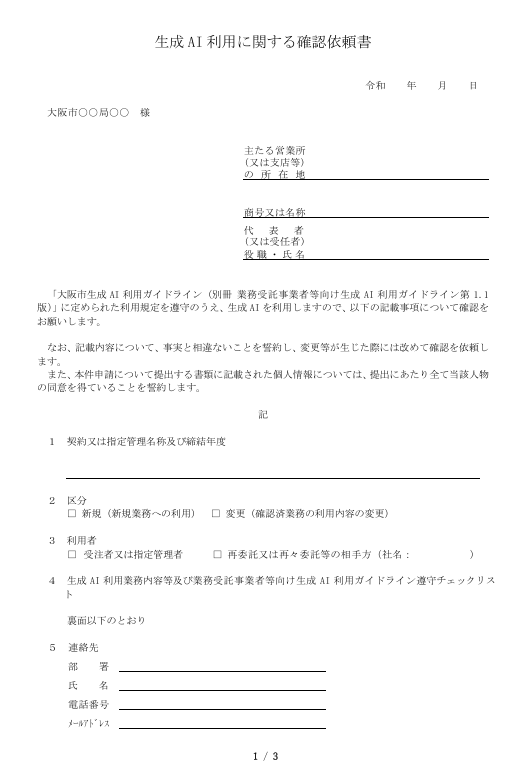 生成 AI 利用に関する確認依頼書
令和　　年　　月　　日
大阪市〇〇局〇〇　様
主たる営業所
(又は支店等)
の 所 在 地
商号又は名称
代　表　者
(又は受任者)
役職・氏名
「大阪市生成 AI 利用ガイドライン（別冊 業務受託事業者等向け生成 AI 利用ガイドライン第 1.1
版）」に定められた利用規定を遵守のうえ、生成 AI を利用しますので、以下の記載事項について確認を
お願いします。
なお、記載内容について、事実と相違ないことを誓約し、変更等が生じた際には改めて確認を依頼し
ます。
また、本件申請について提出する書類に記載された個人情報については、提出にあたり全て当該人物
の同意を得ていることを誓約します。
記
１　契約又は指定管理名称及び締結年度
２　区分
□ 新規（新規業務への利用）　□ 変更（確認済業務の利用内容の変更）
３　利用者
□ 受注者又は指定管理者　　□ 再委託又は再々委託等の相手方（社名：　　　　　　）
４　生成 AI 利用業務内容等及び業務受託事業者等向け生成 AI 利用ガイドライン遵守チェックリス
ト
裏面以下のとおり
５　連絡先
部　　署
氏　　名
電話番号
ﾒｰﾙｱﾄﾞﾚｽ
1 / 3